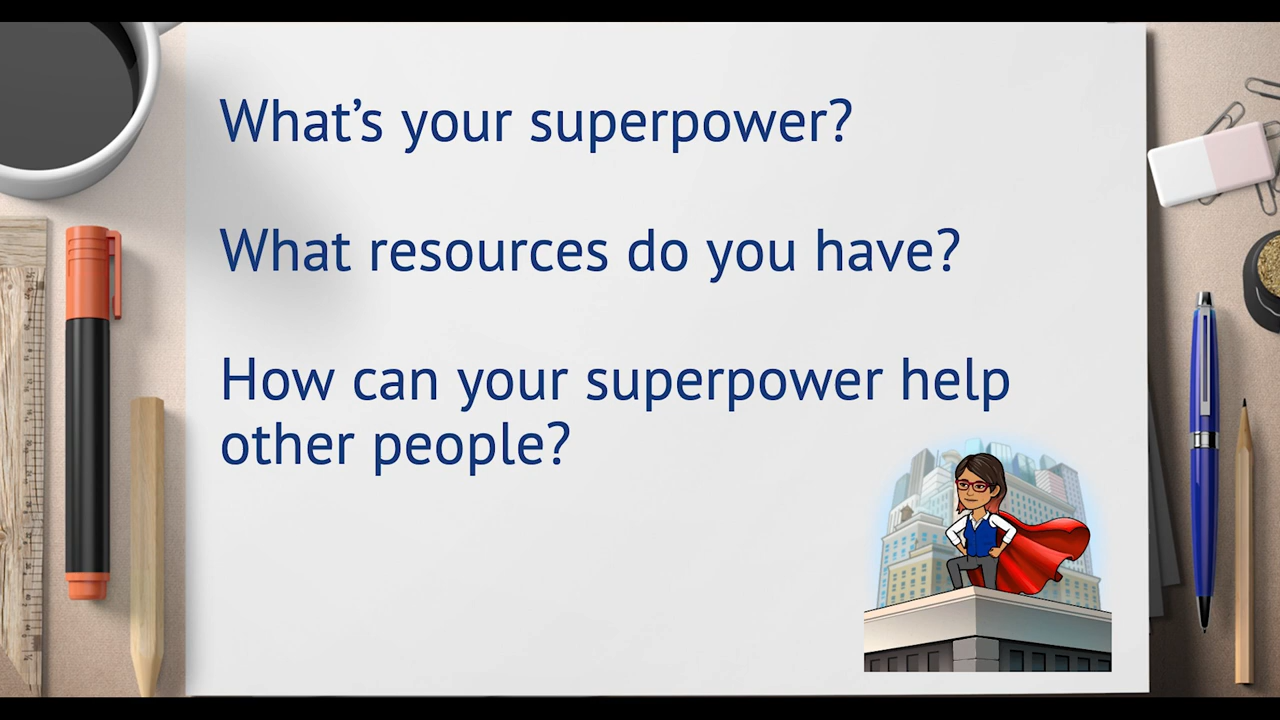 What’s your superpower?
What resources do you have?
How can your superpower help
other people?